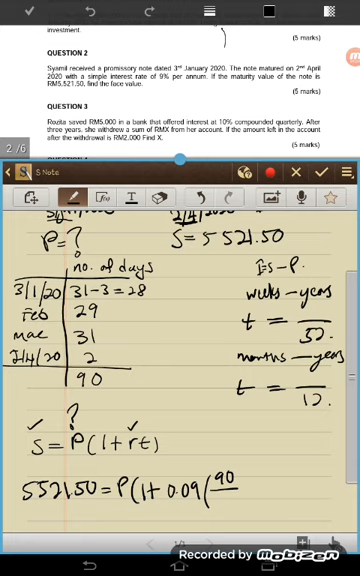 investment.
(5 marks)
QUESTION 2
Syamil received a promissory note dated 3rd January 2020. The note matured on 2nd April
2020 with a simple interest rate of 9% per annum. If the maturity value of the note is
RM5,521.50, find the face value.
(5 marks)
QUESTION 3
Rozita saved RM5,000 in a bank that offered interest at 10% compounded quarterly. After
three years, she withdrew a sum of RMX from her account. If the amount left in the account
after the withdrawal is RM2,000 Find X.
(5 marks)
2 / 6
S Note
P = ?
S = 5521.50
no. of days
3/1/20 31-3 = 28
Feb 29
mac 31
2/4/20 2
90
I = S - P.
weeks - years
t = / 52.
months - years
t = / 12.
?
S = P(1 + rt)
5521.50 = P(1 + 0.09(90
1/1
Recorded by Mobizen